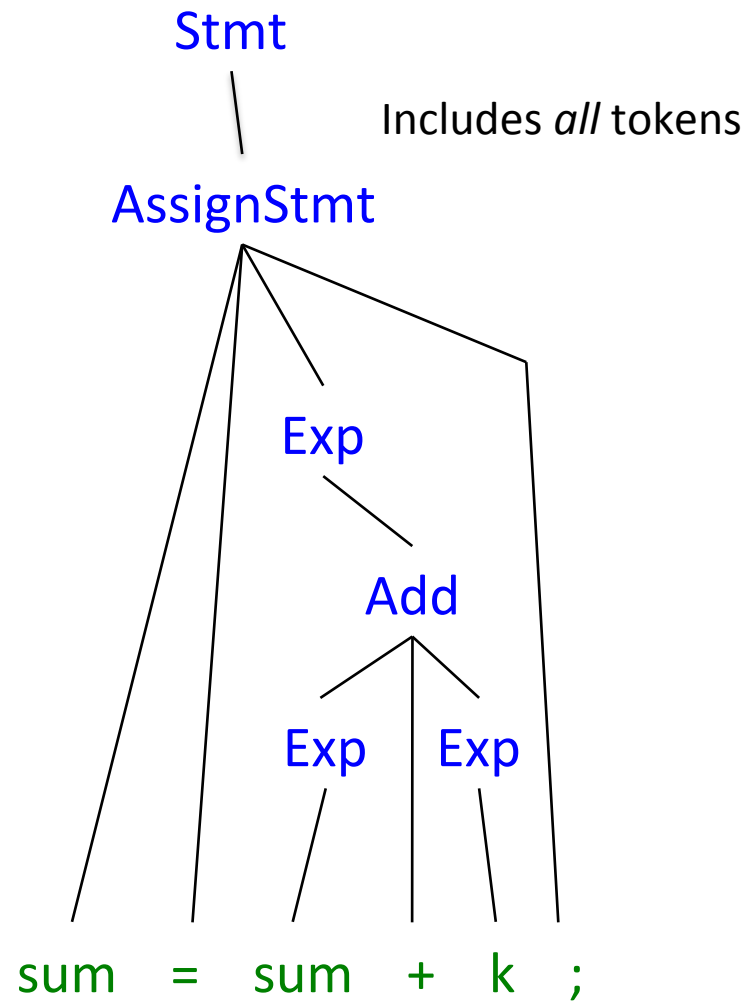 Stmt
Includes all tokens
AssignStmt
Exp
Add
Exp Exp
sum = sum + k ;